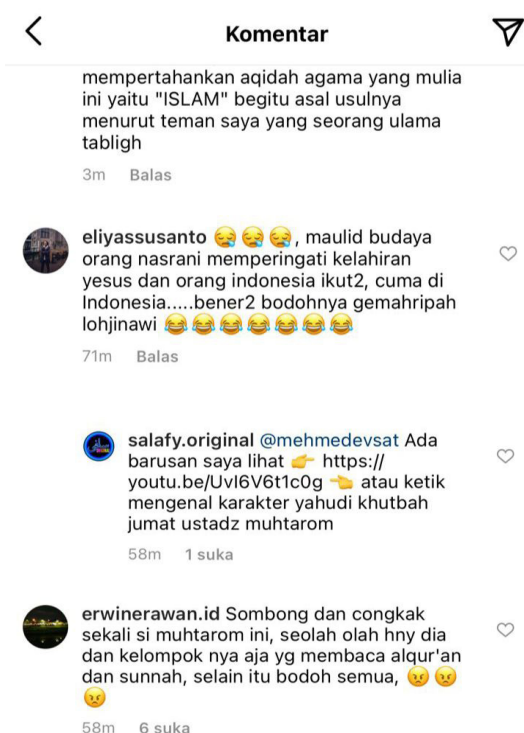 Komentar
mempertahankan aqidah agama yang mulia
ini yaitu "ISLAM" begitu asal usulnya
menurut teman saya yang seorang ulama
tabligh
3m Balas
eliyassusanto 😪😪😪, maulid budaya
orang nasrani memperingati kelahiran
yesus dan orang indonesia ikut2, cuma di
Indonesia.....bener2 bodohnya gemahripah
lohjinawi 😂😂😂😂😂😂😂
71m Balas
salafy.original @mehmedevsat Ada
barusan saya lihat 👉 https://
youtu.be/UvI6V6t1c0g 👈 atau ketik
mengenal karakter yahudi khutbah
jumat ustadz muhtarom
58m 1 suka
erwinerawan.id Sombong dan congkak
sekali si muhtarom ini, seolah olah hny dia
dan kelompok nya aja yg membaca alqur'an
dan sunnah, selain itu bodoh semua, 😠😠
😠
58m 6 suka